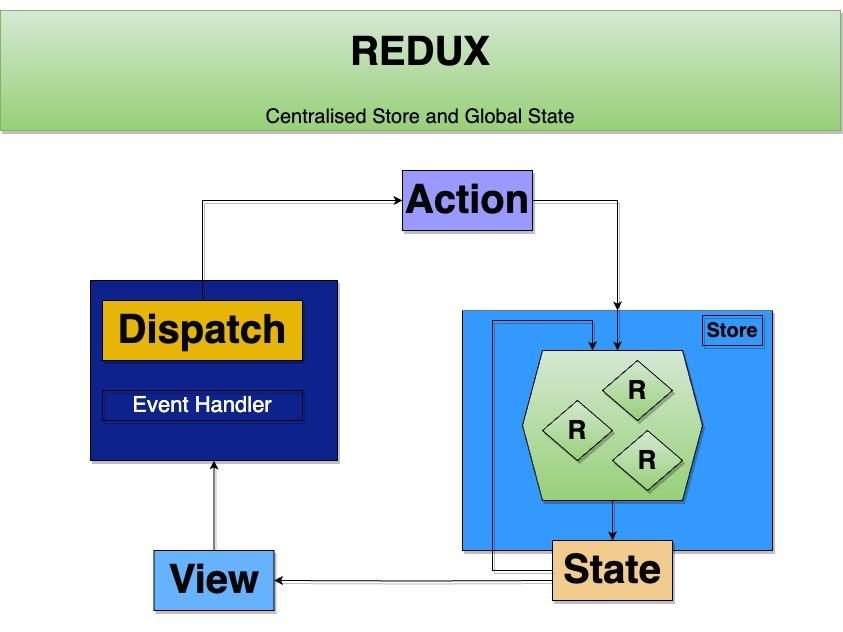 REDUX
Centralised Store and Global State
Action
Dispatch
Event Handler
Store
R
R
R
State
View